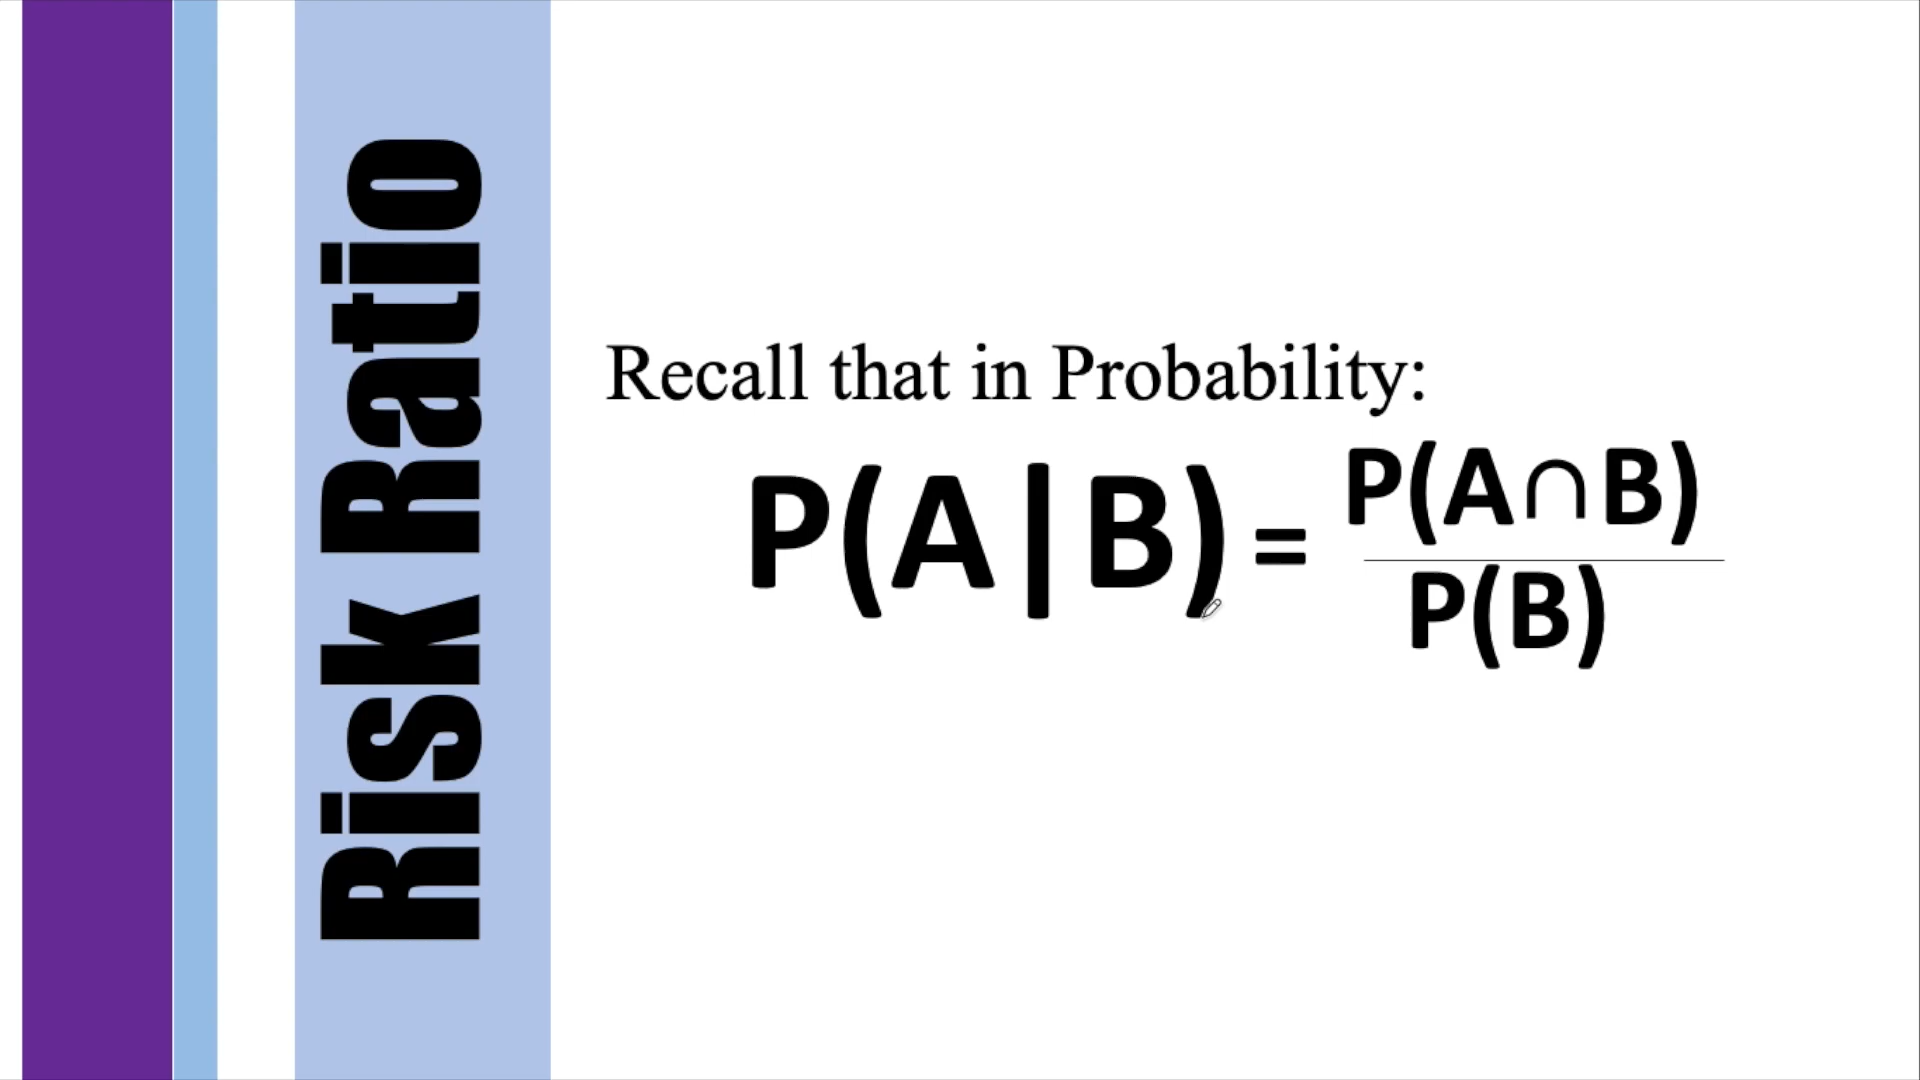 Risk Ratio
Recall that in Probability:
P(A|B) = P(A∩B)
P(B)